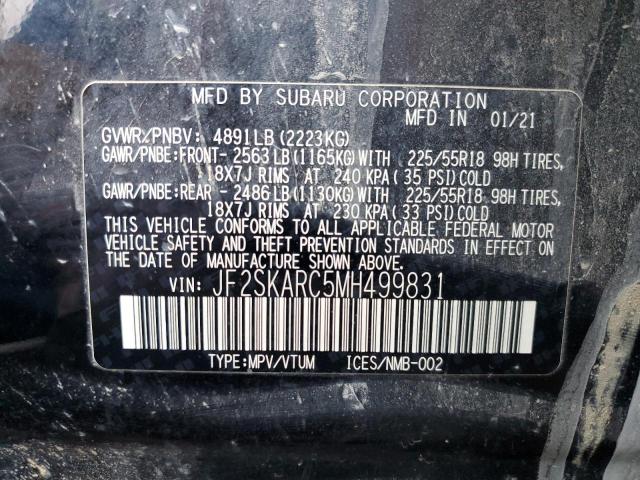 MFD BY SUBARU CORPORATION
MFD IN 01/21
GVWR/PNBV: 4891LB (2223KG)
GAWR/PNBE:FRONT- 2563 LB(1165KG)WITH 225/55R18 98H TIRES,
18X7J RIMS AT 240 KPA (35 PSI)COLD
GAWR/PNBE:REAR - 2486 LB(1130KG)WITH 225/55R18 98H TIRES,
18X7J RIMS AT 230 KPA (33 PSI)COLD
THIS VEHICLE CONFORMS TO ALL APPLICABLE FEDERAL MOTOR
VEHICLE SAFETY AND THEFT PREVENTION STANDARDS IN EFFECT ON
THE DATE OF MANUFACTURE SHOWN ABOVE.
VIN: JF2SKARC5MH499831
TYPE:MPV/VTUM ICES/NMB-002